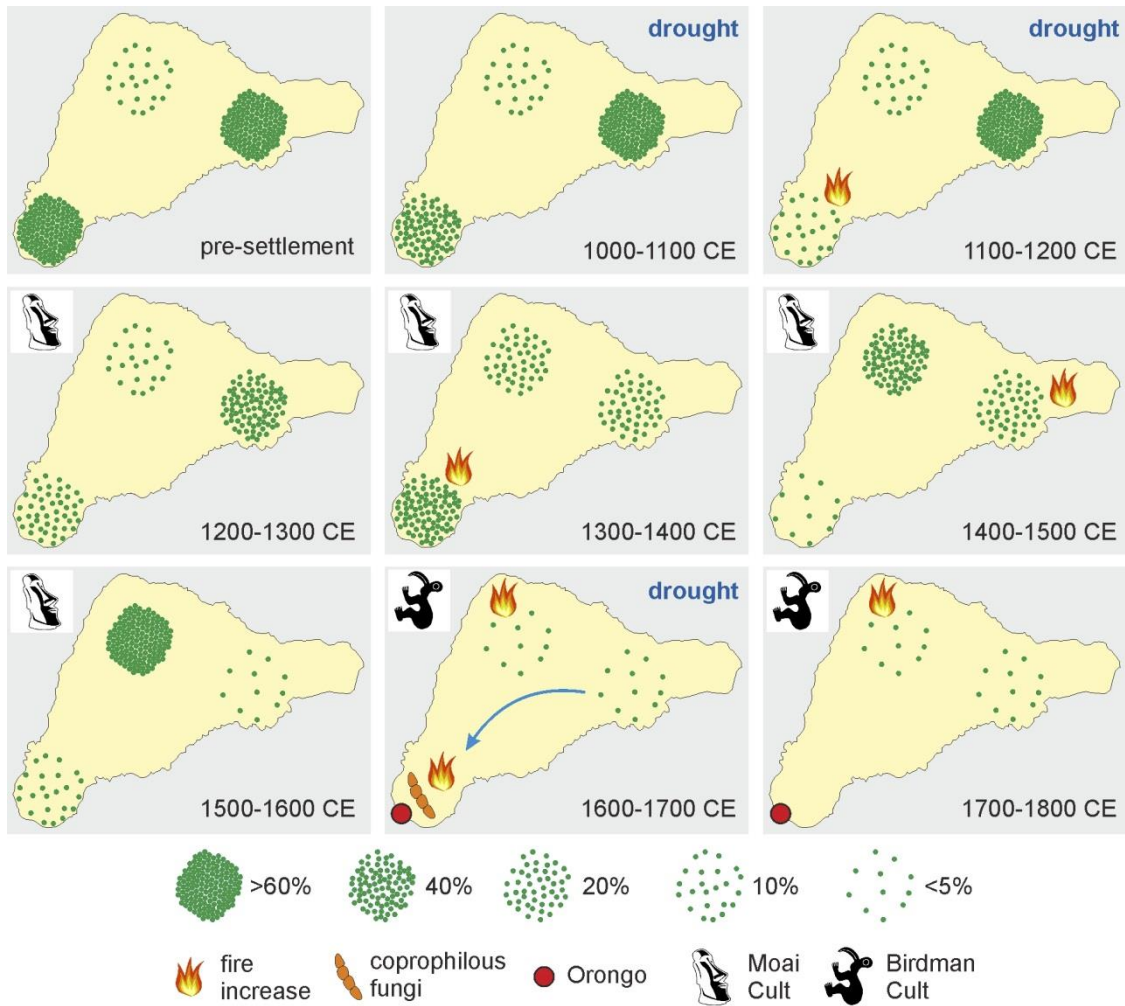 drought
drought
pre-settlement
1000-1100 CE
1100-1200 CE
1200-1300 CE
1300-1400 CE
1400-1500 CE
drought
1500-1600 CE
1600-1700 CE
1700-1800 CE
>60%
40%
20%
10%
<5%
fire
increase
coprophilous
fungi
Orongo
Moai
Cult
Birdman
Cult